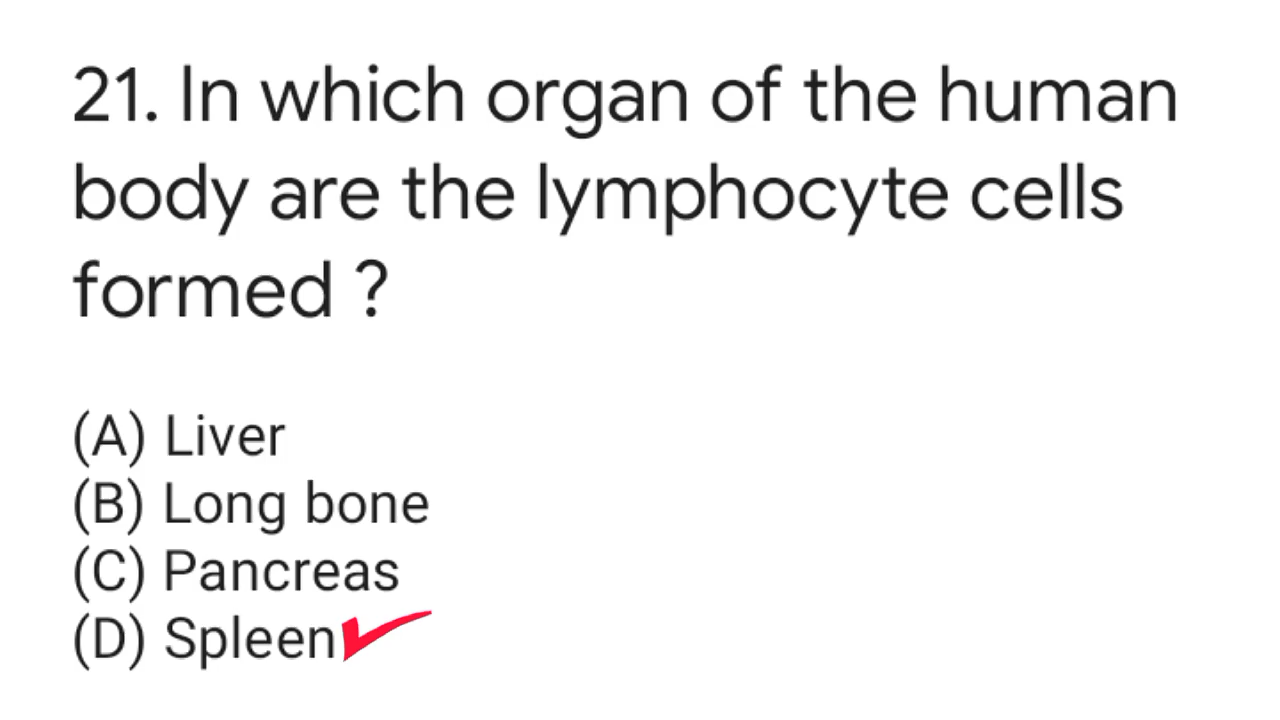 21. In which organ of the human
body are the lymphocyte cells
formed ?
(A) Liver
(B) Long bone
(C) Pancreas
(D) Spleen